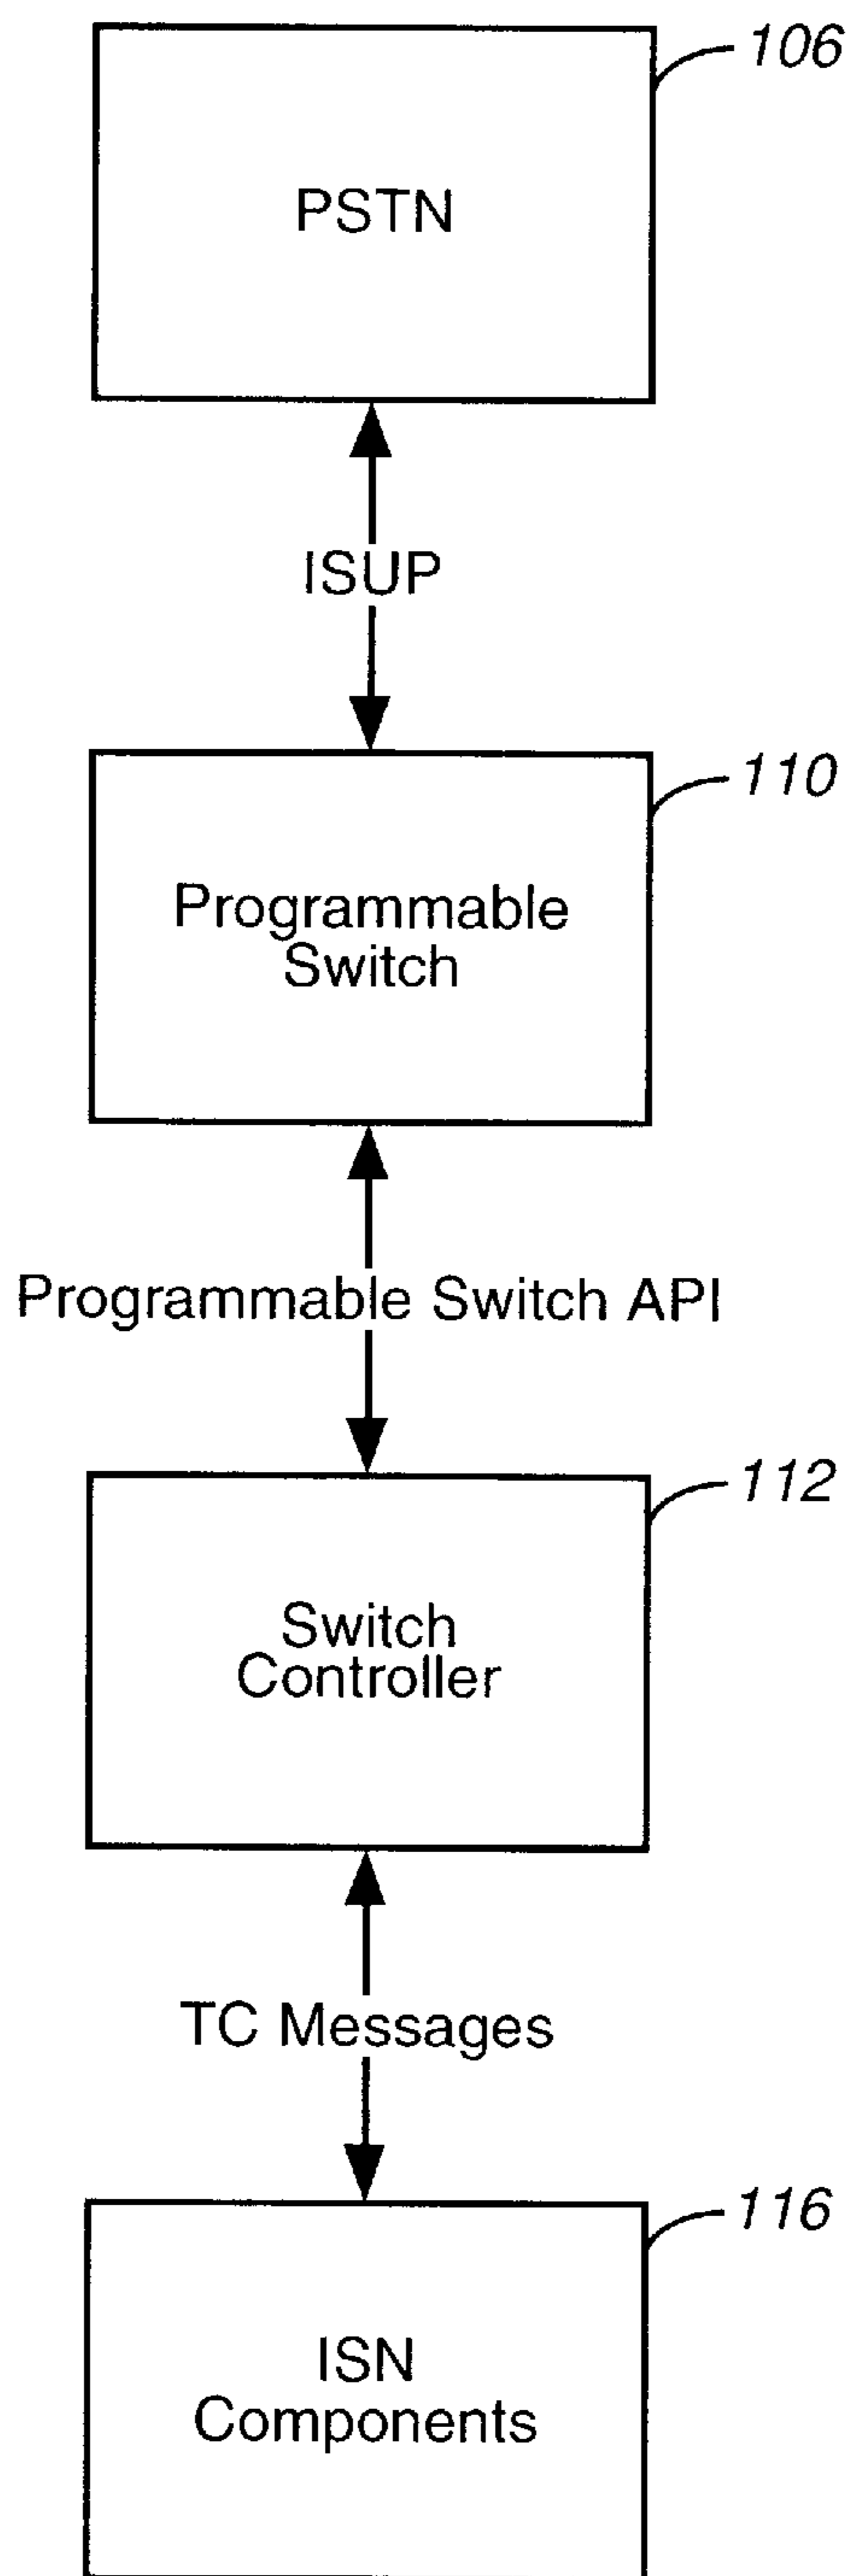 106
PSTN
ISUP
110
Programmable
Switch
Programmable Switch API
112
Switch
Controller
TC Messages
116
ISN
Components